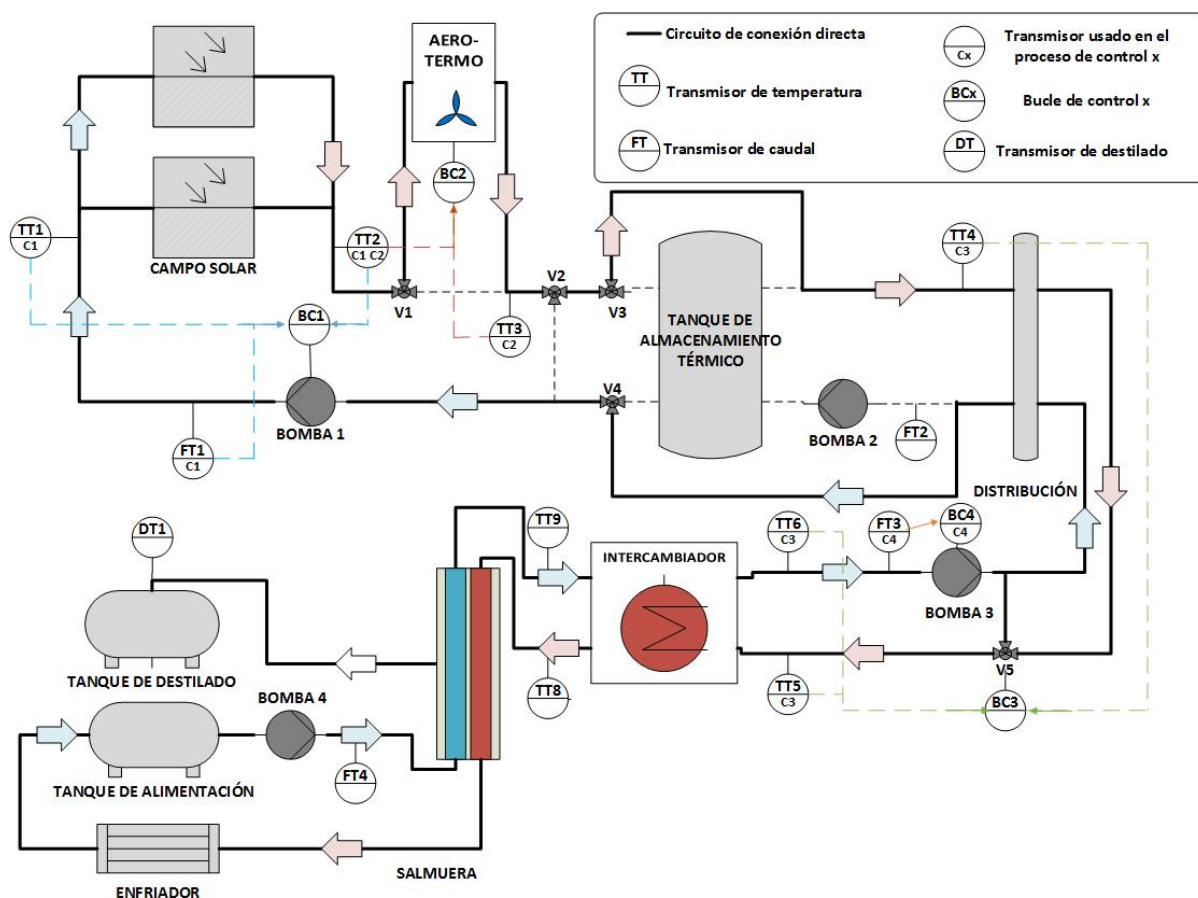 AERO-
TERMO
BC2
CAMPO SOLAR
TT1
C1
TT2
C1 C2
V1
V2
V3
TT3
C2
BC1
BOMBA 1
FT1
C1
Circuito de conexión directa
TT
Transmisor de temperatura
FT
Transmisor de caudal
Cx
Transmisor usado en el
proceso de control x
BCx
Bucle de control x
DT
Transmisor de destilado
TANQUE DE
ALMACENAMIENTO
TÉRMICO
V4
BOMBA 2
FT2
TT4
C3
DISTRIBUCIÓN
DT1
TANQUE DE DESTILADO
TT9
INTERCAMBIADOR
TT6
C3
FT3
C4
BC4
C4
BOMBA 3
TT8
TT5
C3
V5
BC3
BOMBA 4
TANQUE DE ALIMENTACIÓN
FT4
SALMUERA
ENFRIADOR